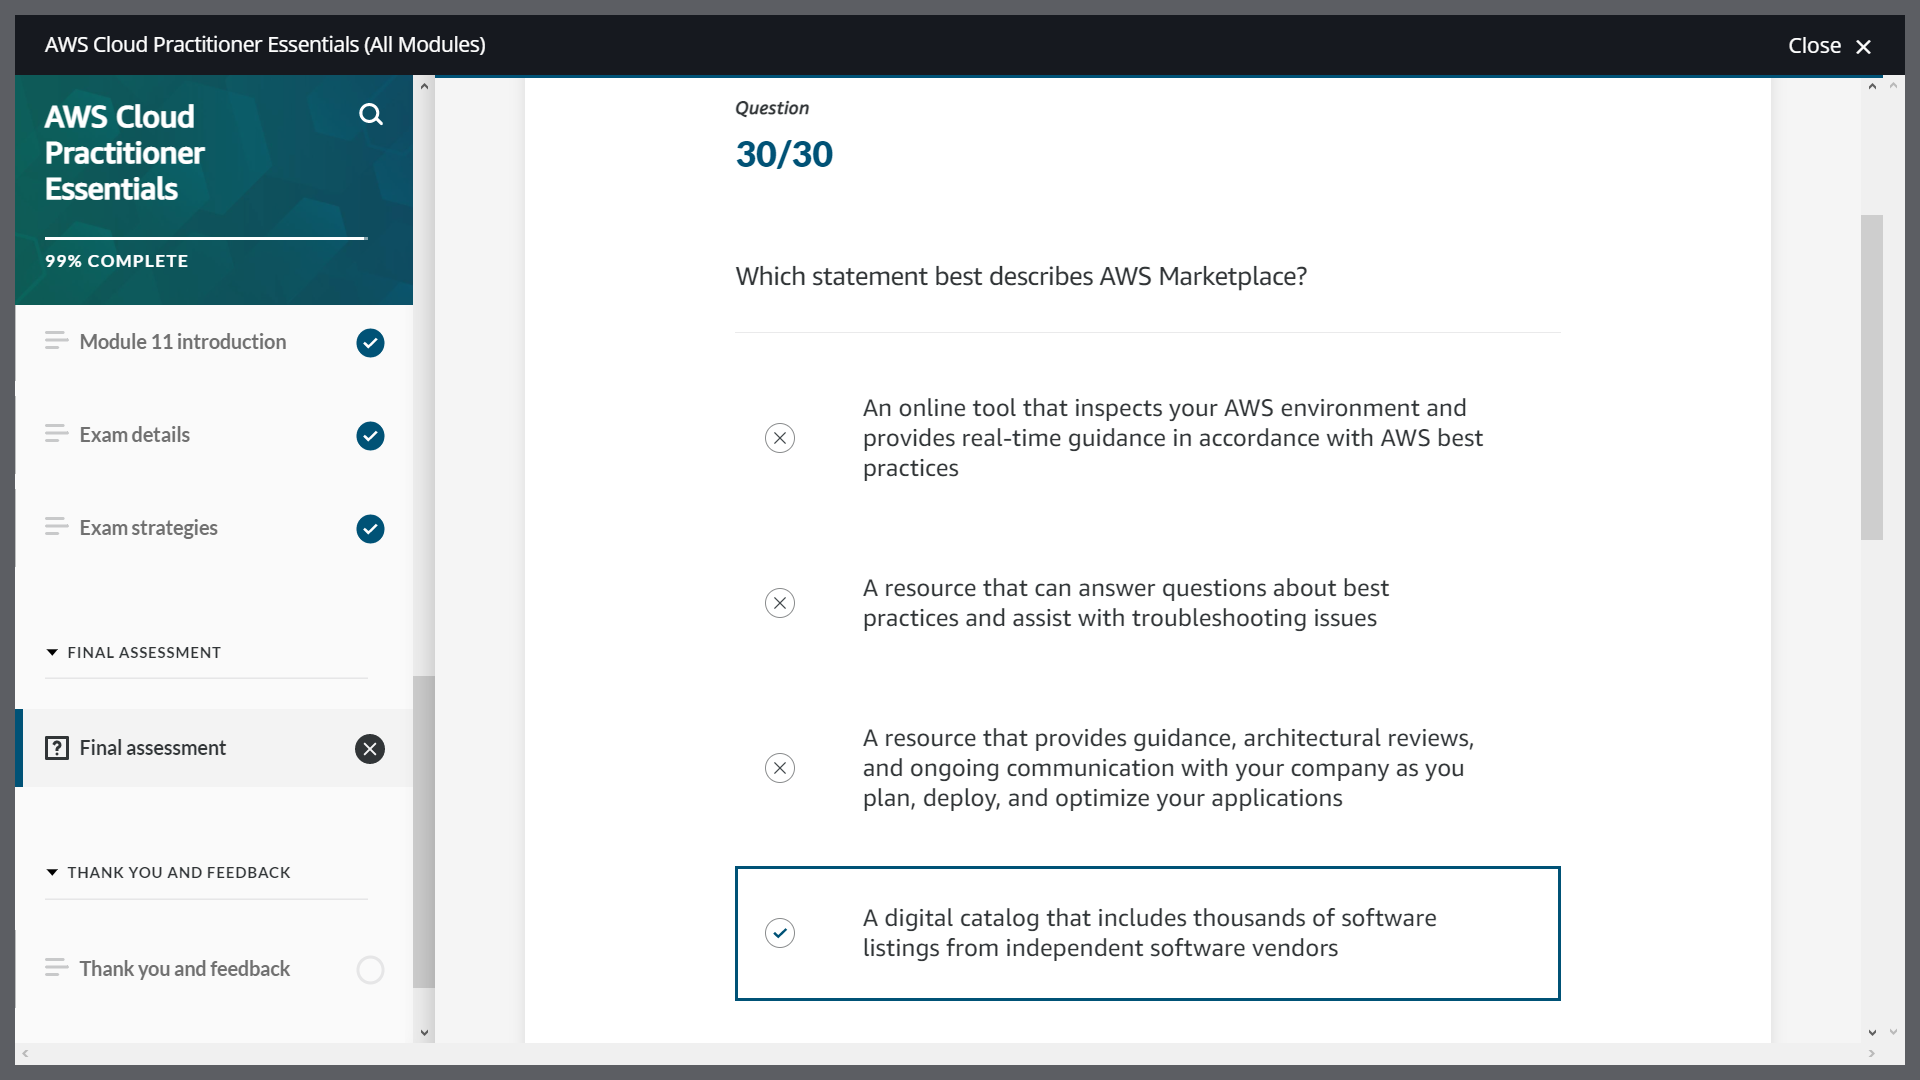 AWS Cloud Practitioner Essentials (All Modules)
Close
AWS Cloud
Practitioner
Essentials
99% COMPLETE
Module 11 introduction
Exam details
Exam strategies
FINAL ASSESSMENT
Final assessment
THANK YOU AND FEEDBACK
Thank you and feedback
Question
30/30
Which statement best describes AWS Marketplace?
An online tool that inspects your AWS environment and
provides real-time guidance in accordance with AWS best
practices
A resource that can answer questions about best
practices and assist with troubleshooting issues
A resource that provides guidance, architectural reviews,
and ongoing communication with your company as you
plan, deploy, and optimize your applications
A digital catalog that includes thousands of software
listings from independent software vendors